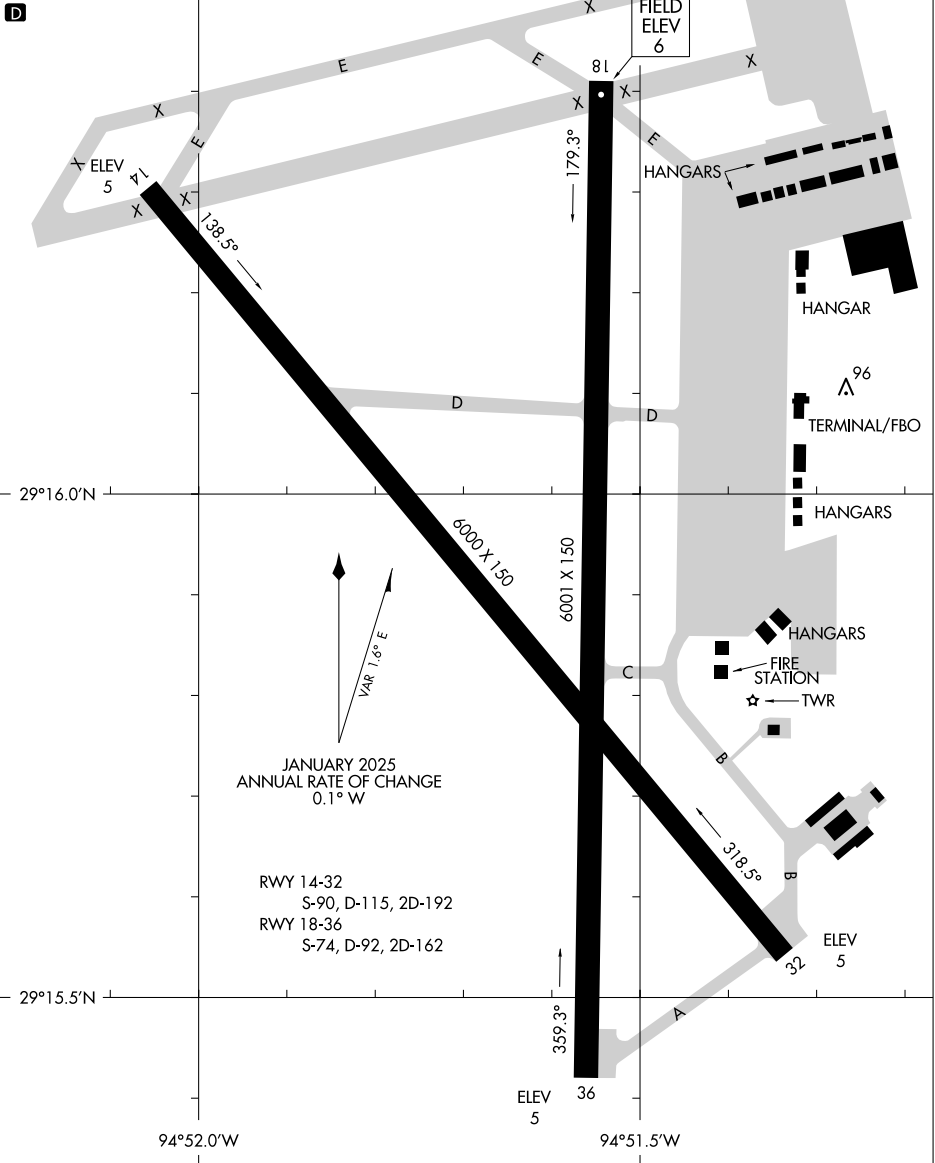 D
X
FIELD
ELEV
6
E
E
X
18
X
X
X
E
X
E
179.3°
HANGARS
ELEV
5
14
X
X
X
138.5°
HANGAR
96
D
D
TERMINAL/FBO
29°16.0'N
HANGARS
6000 X 150
6001 X 150
VAR 1.6° E
HANGARS
FIRE
STATION
C
TWR
B
JANUARY 2025
ANNUAL RATE OF CHANGE
0.1° W
318.5°
B
RWY 14-32
S-90, D-115, 2D-192
RWY 18-36
S-74, D-92, 2D-162
ELEV
5
32
29°15.5'N
A
359.3°
36
ELEV
5
94°52.0'W
94°51.5'W